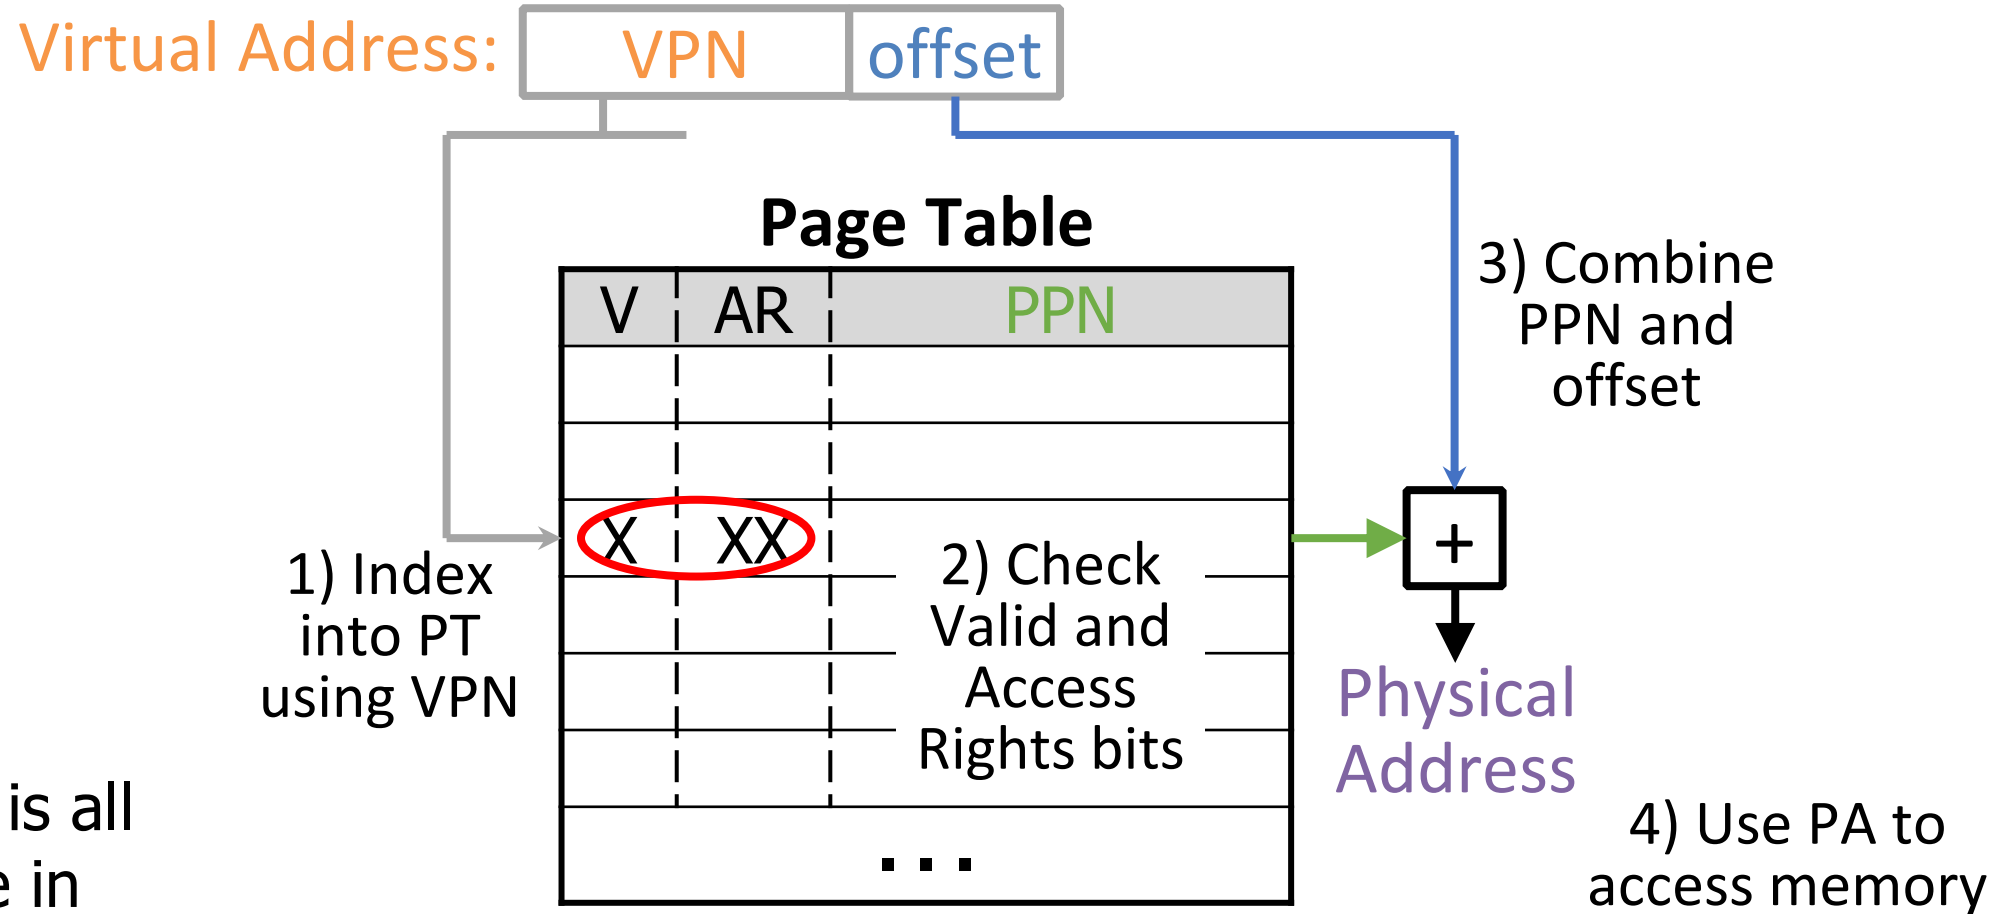 Virtual Address: VPN offset
Page Table
V AR PPN
3) Combine
PPN and
offset
X XX
+
1) Index
into PT
using VPN
2) Check
Valid and
Access
Rights bits
Physical
Address
is all
e in
...
4) Use PA to
access memory